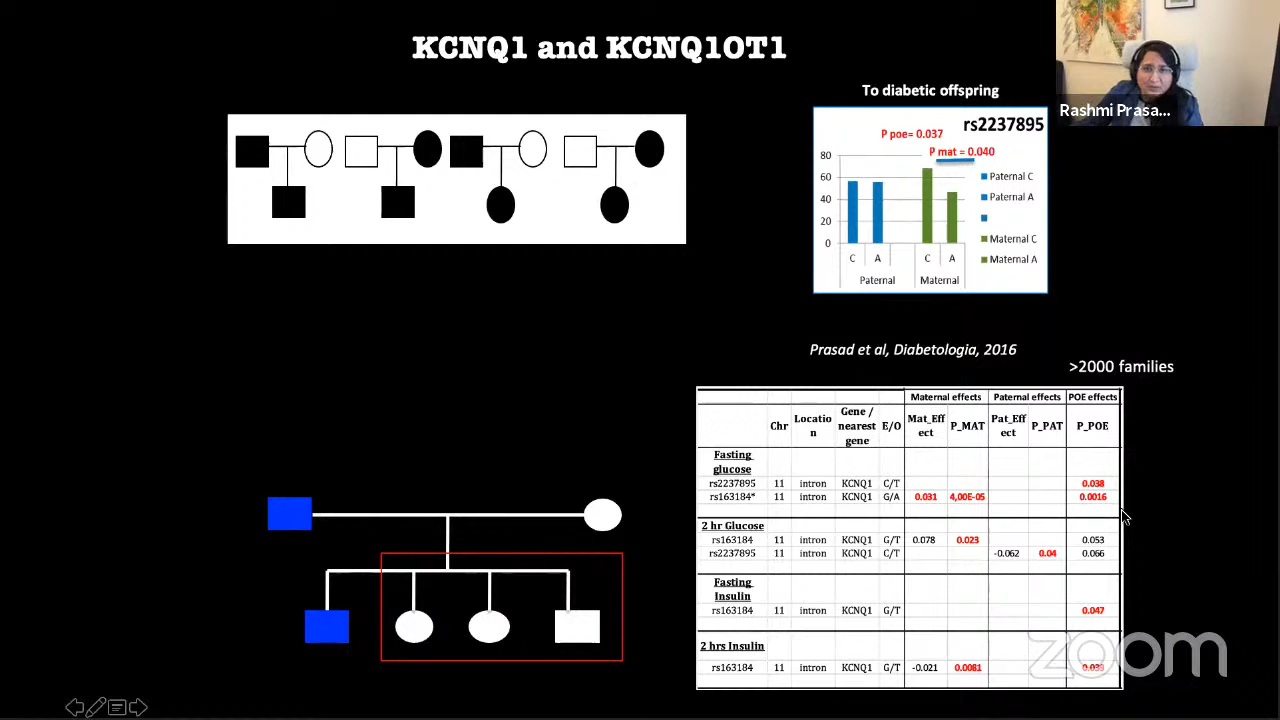 KCNQ1 and KCNQ1OT1
Rashmi Prasa...
To diabetic offspring
rs2237895
P poe= 0.037
P mat = 0.040
80
60
40
20
0
C A C A
Paternal Maternal
Paternal C
Paternal A
Maternal C
Maternal A
Prasad et al, Diabetologia, 2016
>2000 families
Maternal effects Paternal effects POE effects
Chr Locatio n Gene / nearest gene E/O Mat_Eff ect P_MAT Pat_Eff ect P_PAT P_POE
Fasting glucose
rs2237895 11 intron KCNQ1 C/T 0.038
rs163184* 11 intron KCNQ1 G/A 0.031 4,00E-05 0.0016
2 hr Glucose
rs163184 11 intron KCNQ1 G/T 0.078 0.023 0.053
rs2237895 11 intron KCNQ1 C/T -0.062 0.04 0.066
Fasting Insulin
rs163184 11 intron KCNQ1 G/T 0.047
2 hrs Insulin
rs163184 11 intron KCNQ1 G/T -0.021 0.0081
zoom